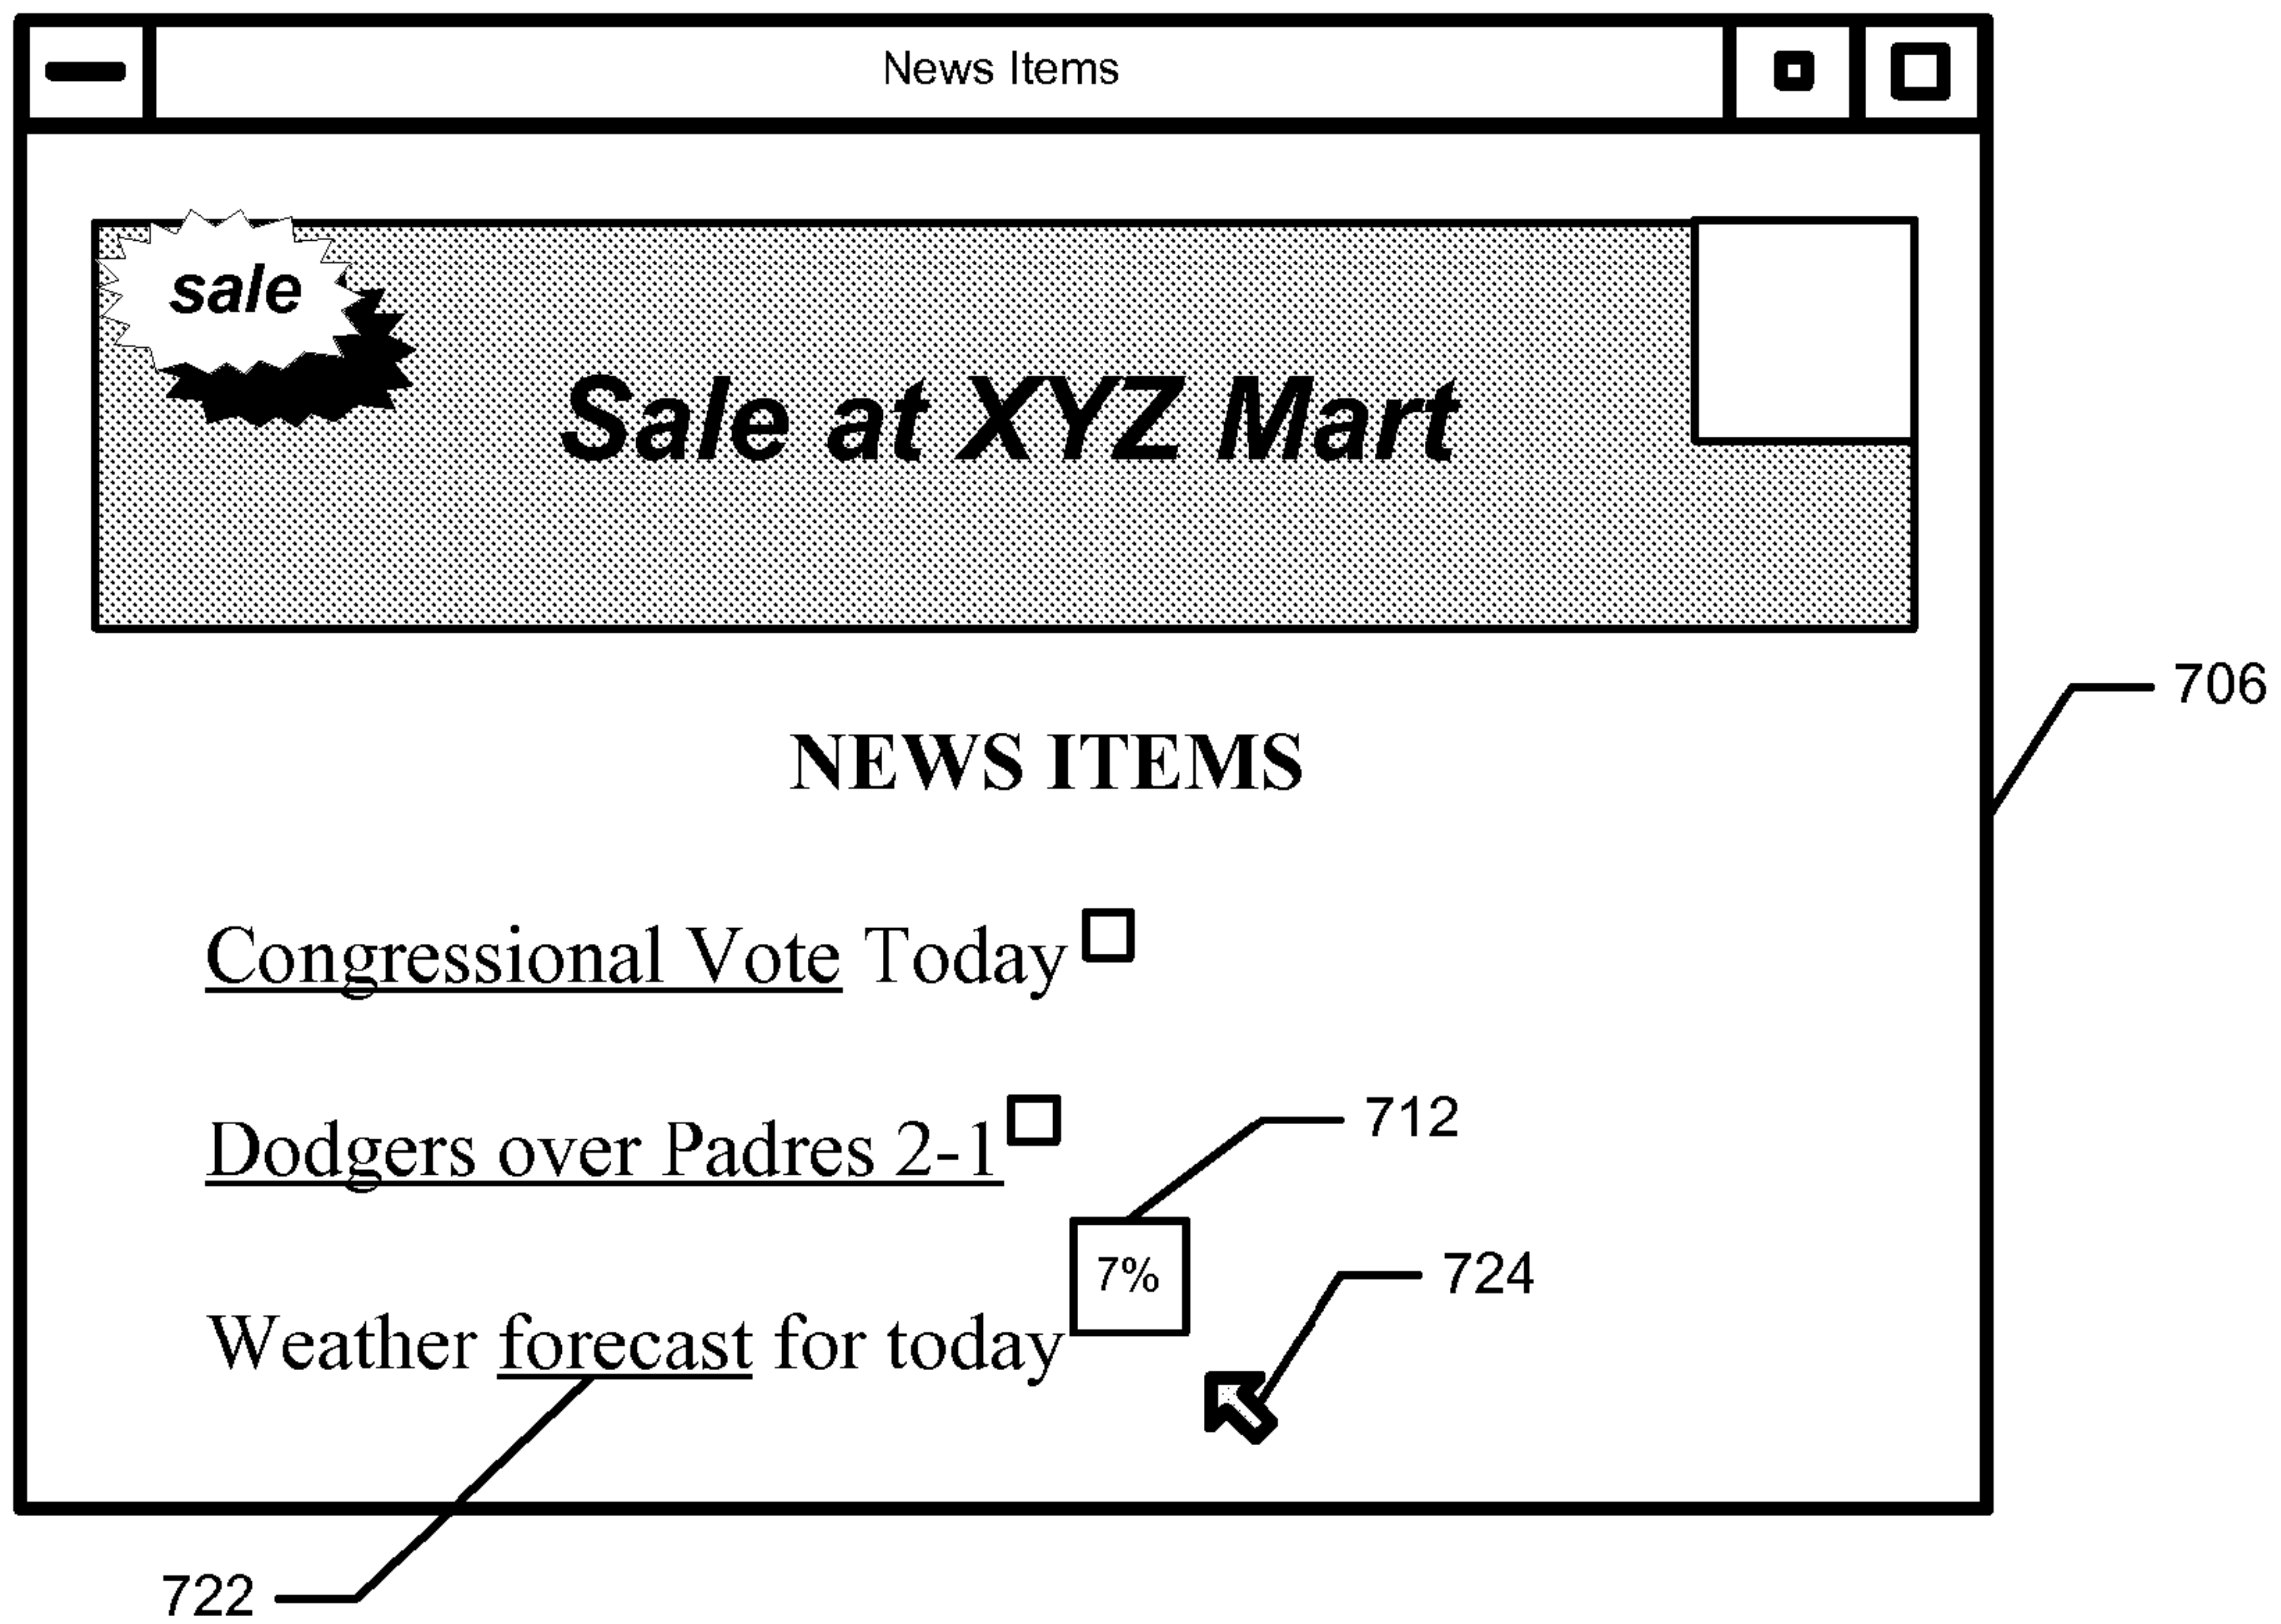 News Items
sale
Sale at XYZ Mart
706
NEWS ITEMS
Congressional Vote Today
712
Dodgers over Padres 2-1
7%
724
Weather forecast for today
722